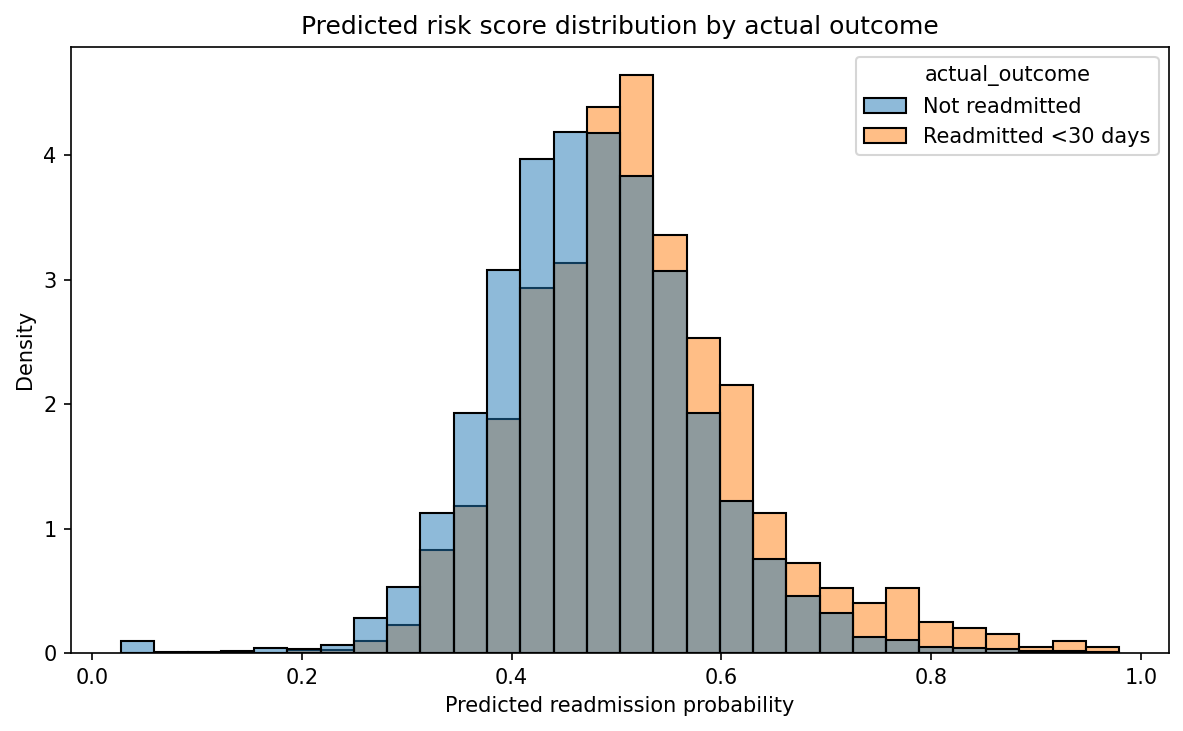 Predicted risk score distribution by actual outcome
actual_outcome
Not readmitted
Readmitted <30 days
Density
4
3
2
1
0
0.0 0.2 0.4 0.6 0.8 1.0
Predicted readmission probability